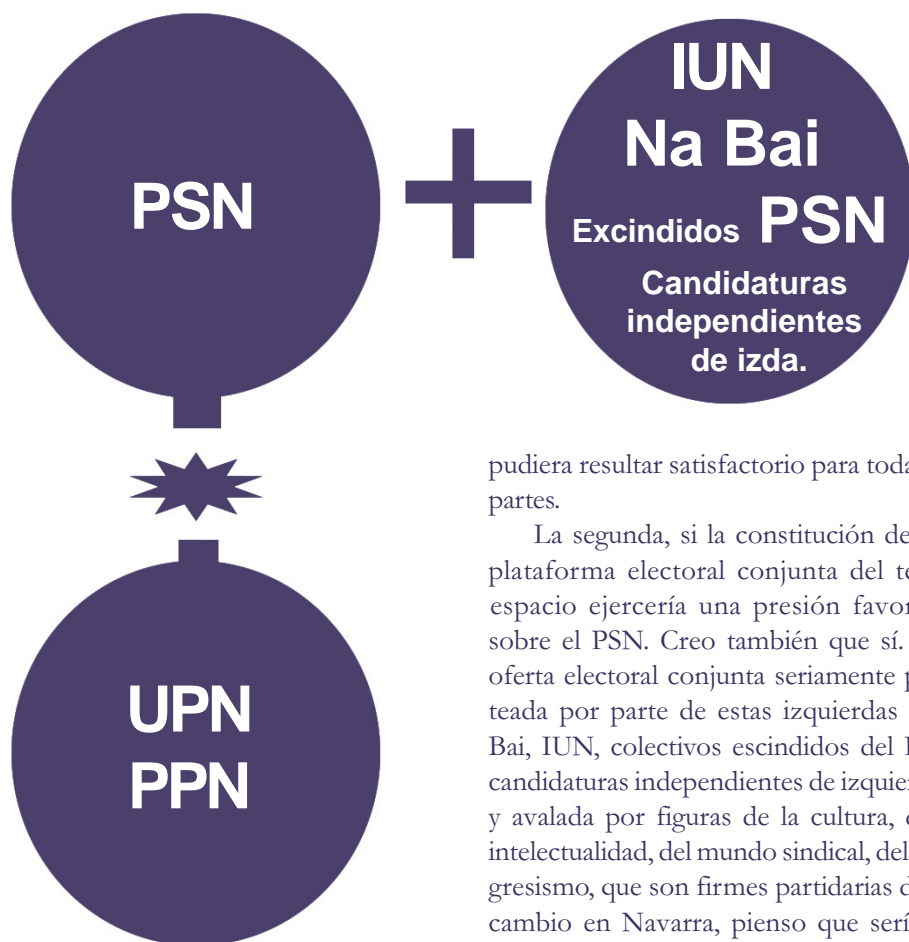 PSN
+
IUN
Na Bai
Excindidos PSN
Candidaturas
independientes
de izda.
UPN
PPN
pudiera resultar satisfactorio para toda
partes.
La segunda, si la constitución de
plataforma electoral conjunta del te
espacio ejercería una presión favor
sobre el PSN. Creo también que sí.
oferta electoral conjunta seriamente p
teada por parte de estas izquierdas
Bai, IUN, colectivos escindidos del
candidaturas independientes de izquier
y avalada por figuras de la cultura,
intelectualidad, del mundo sindical, del
gresismo, que son firmes partidarias d
cambio en Navarra, pienso que serí